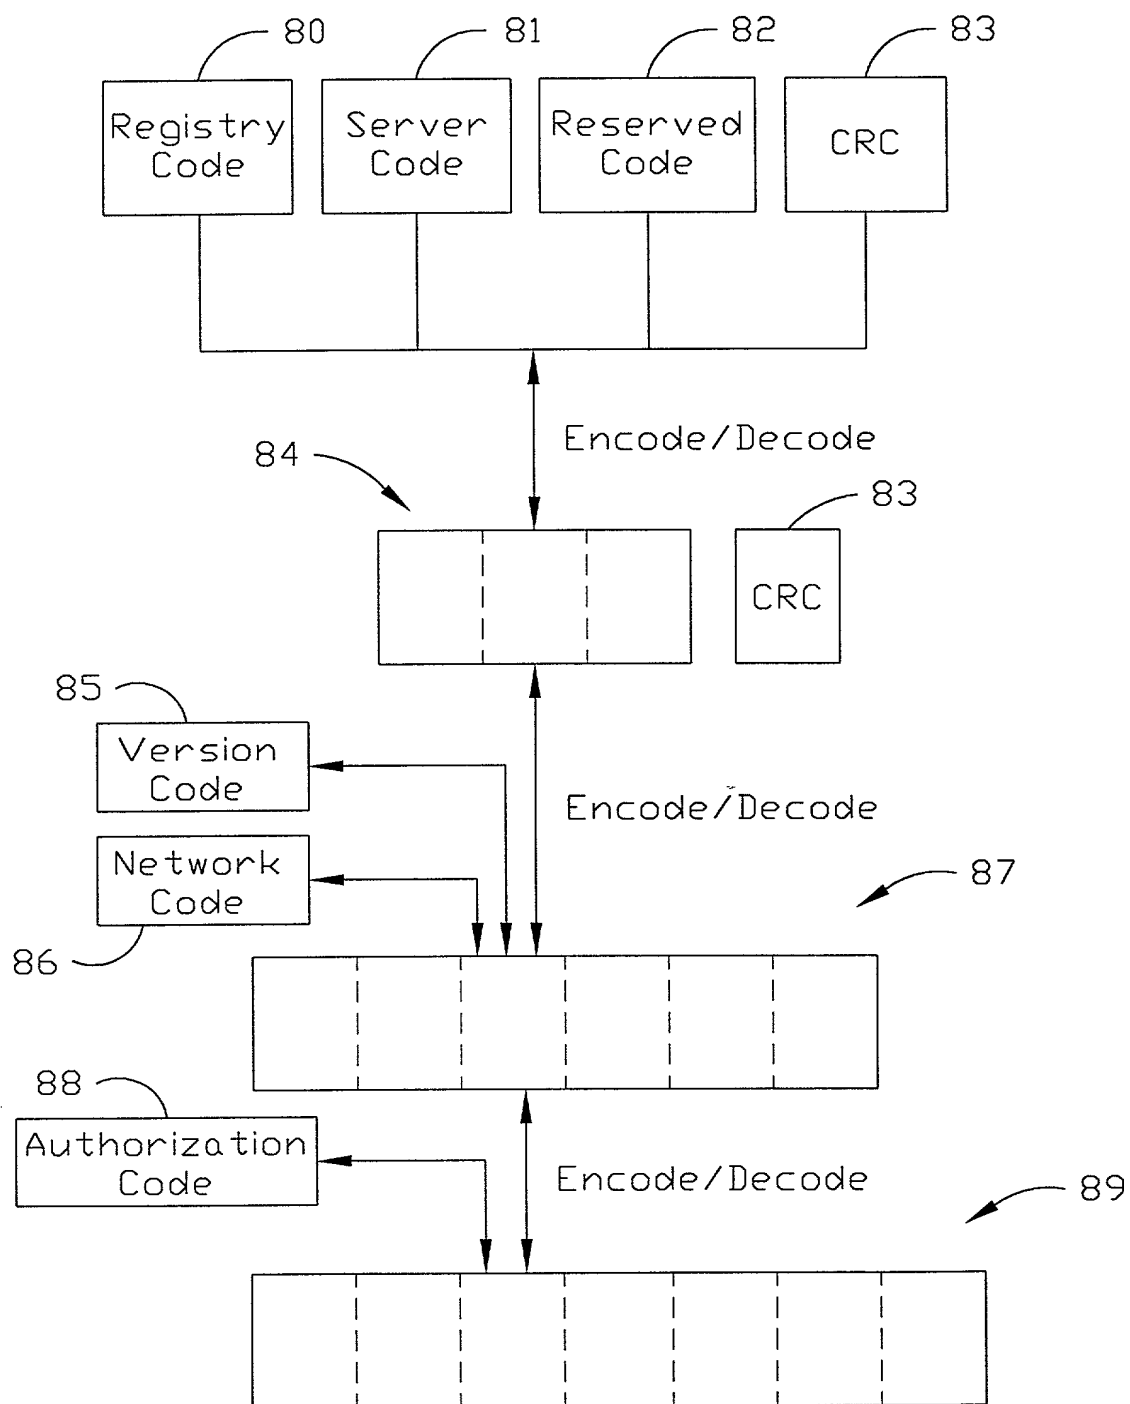 80
81
82
83
Registry
Code
Server
Code
Reserved
Code
CRC
Encode/Decode
84
83
CRC
85
Version
Code
Encode/Decode
Network
Code
87
86
88
Authorization
Code
Encode/Decode
89